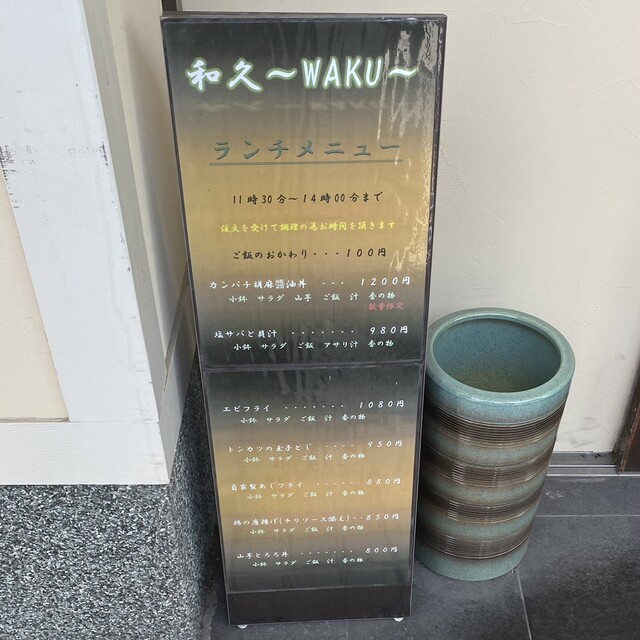 和久～WAKU～
ランチメニュー
11時30分～14時00分まで
注文を受けて調理の為お時間を頂きます
ご飯のおかわり・・・100円
カンパチ胡麻醤油丼 ・・・ 1200円
小鉢 サラダ 山芋 ご飯 汁 香の物
数量限定
塩サバと貝汁 ・・・・・・・ 980円
小鉢 サラダ ご飯 アサリ汁 香の物
エビフライ ・・・・・・・ 1080円
小鉢 サラダ ご飯 汁 香の物
トンカツの玉子とじ ・・・・ 950円
小鉢 サラダ ご飯 汁 香の物
自家製あじフライ ・・・・ 880円
小鉢 サラダ ご飯 汁 香の物
鶏の唐揚げ(チリソース添え)・・850円
小鉢 サラダ ご飯 汁 香の物
山芋とろろ丼 ・・・・・・・ 800円
小鉢 サラダ ご飯 汁 香の物